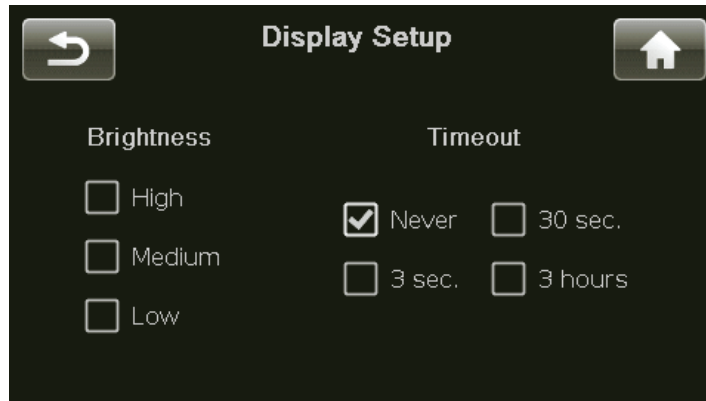 Display Setup
Brightness
High
Medium
Low
Timeout
Never
30 sec.
3 sec.
3 hours